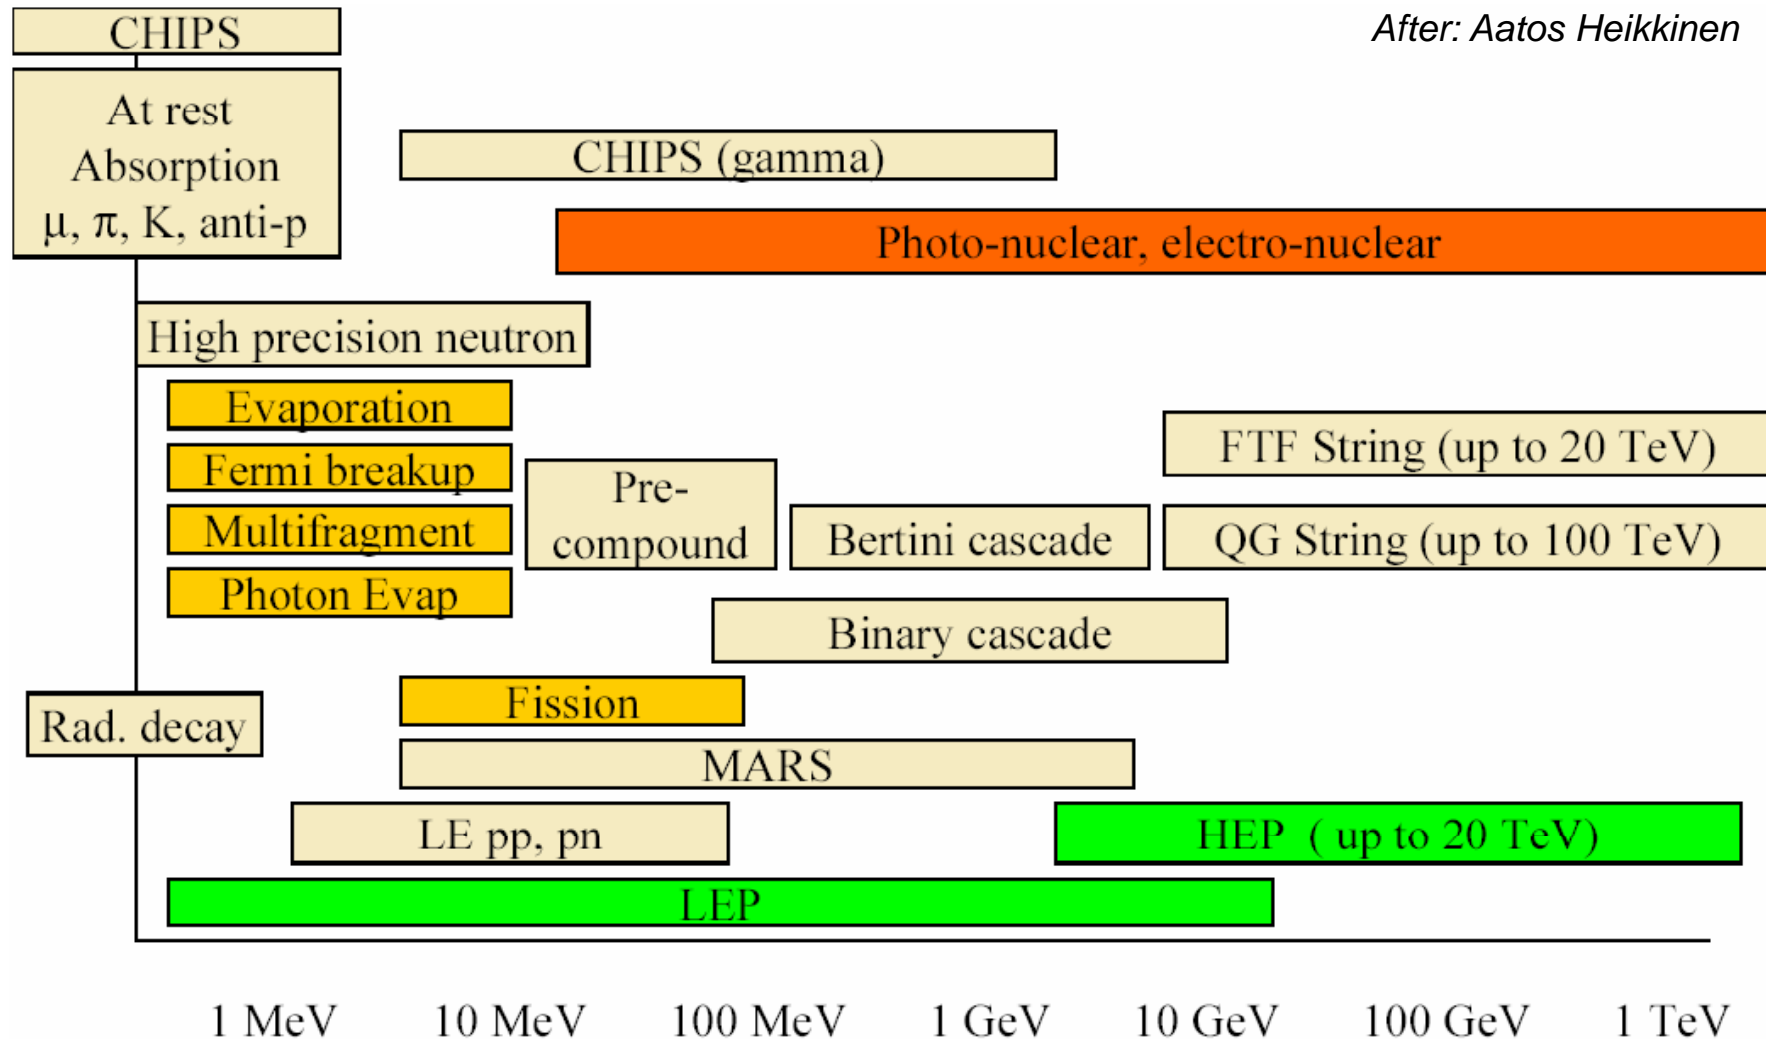 CHIPS
After: Aatos Heikkinen
At rest
Absorption
μ, π, K, anti-p
CHIPS (gamma)
Photo-nuclear, electro-nuclear
High precision neutron
Evaporation
Fermi breakup
Multifragment
Photon Evap
Pre-
compound
Bertini cascade
FTF String (up to 20 TeV)
QG String (up to 100 TeV)
Binary cascade
Fission
Rad. decay
MARS
LE pp, pn
HEP ( up to 20 TeV)
LEP
1 MeV 10 MeV 100 MeV 1 GeV 10 GeV 100 GeV 1 TeV